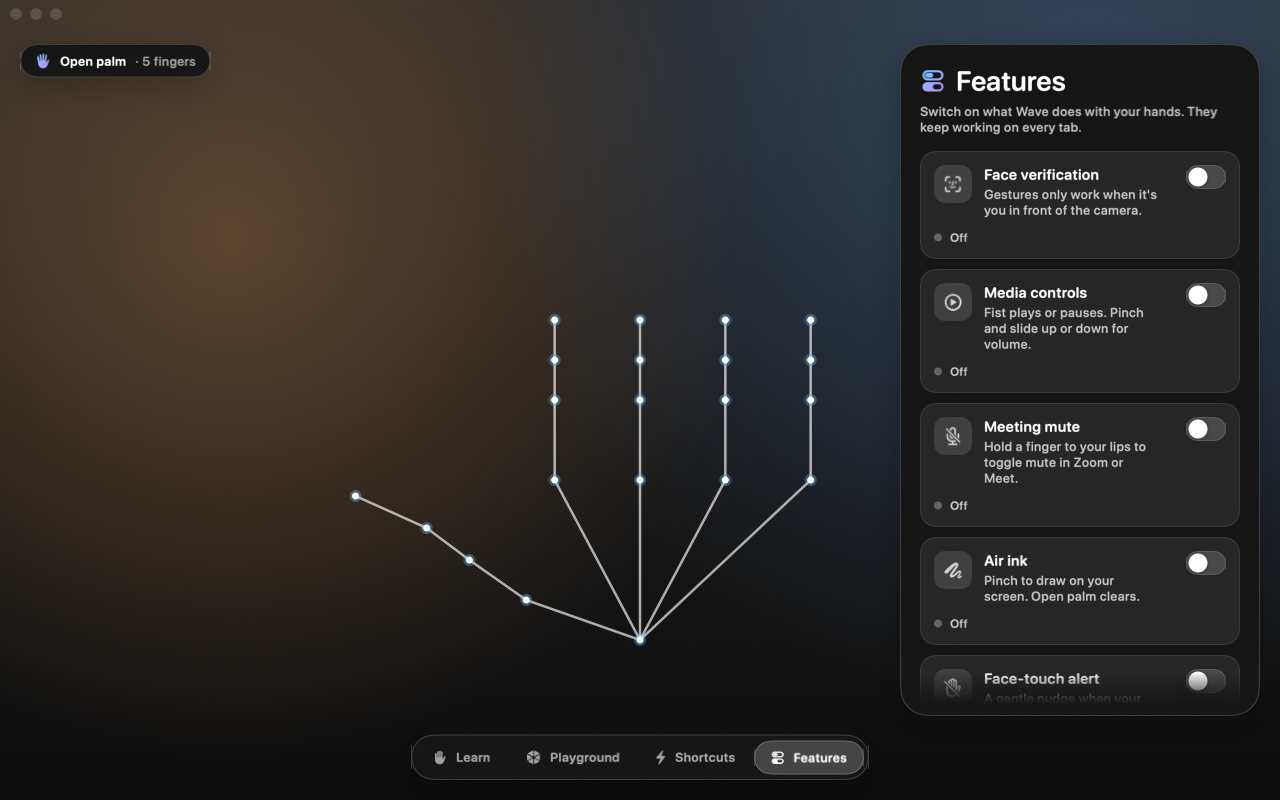 Open palm · 5 fingers
Features
Switch on what Wave does with your hands. They
keep working on every tab.
Face verification
Gestures only work when it's
you in front of the camera.
Off
Media controls
Fist plays or pauses. Pinch
and slide up or down for
volume.
Off
Meeting mute
Hold a finger to your lips to
toggle mute in Zoom or
Meet.
Off
Air ink
Pinch to draw on your
screen. Open palm clears.
Off
Face-touch alert
A gentle nudge when your
Learn
Playground
Shortcuts
Features